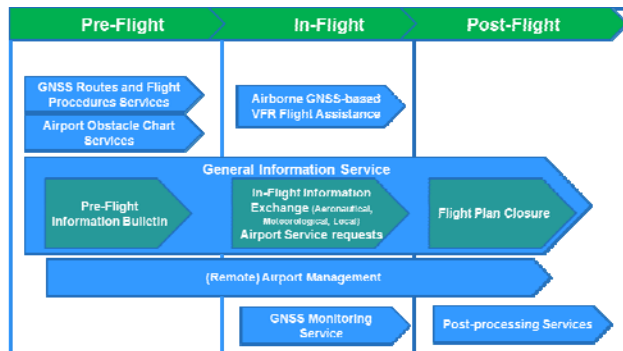 Pre-Flight
In-Flight
Post-Flight
GNSS Routes and Flight
Procedures Services
Airborne GNSS-based
VFR Flight Assistance
Airport Obstacle Chart
Services
General Information Service
Pre-Flight
Information Bulletin
In-Flight Information
Exchange (Aeronautical,
Meteorological, Local)
Airport Service requests
Flight Plan Closure
(Remote) Airport Management
GNSS Monitoring
Service
Post-processing Services